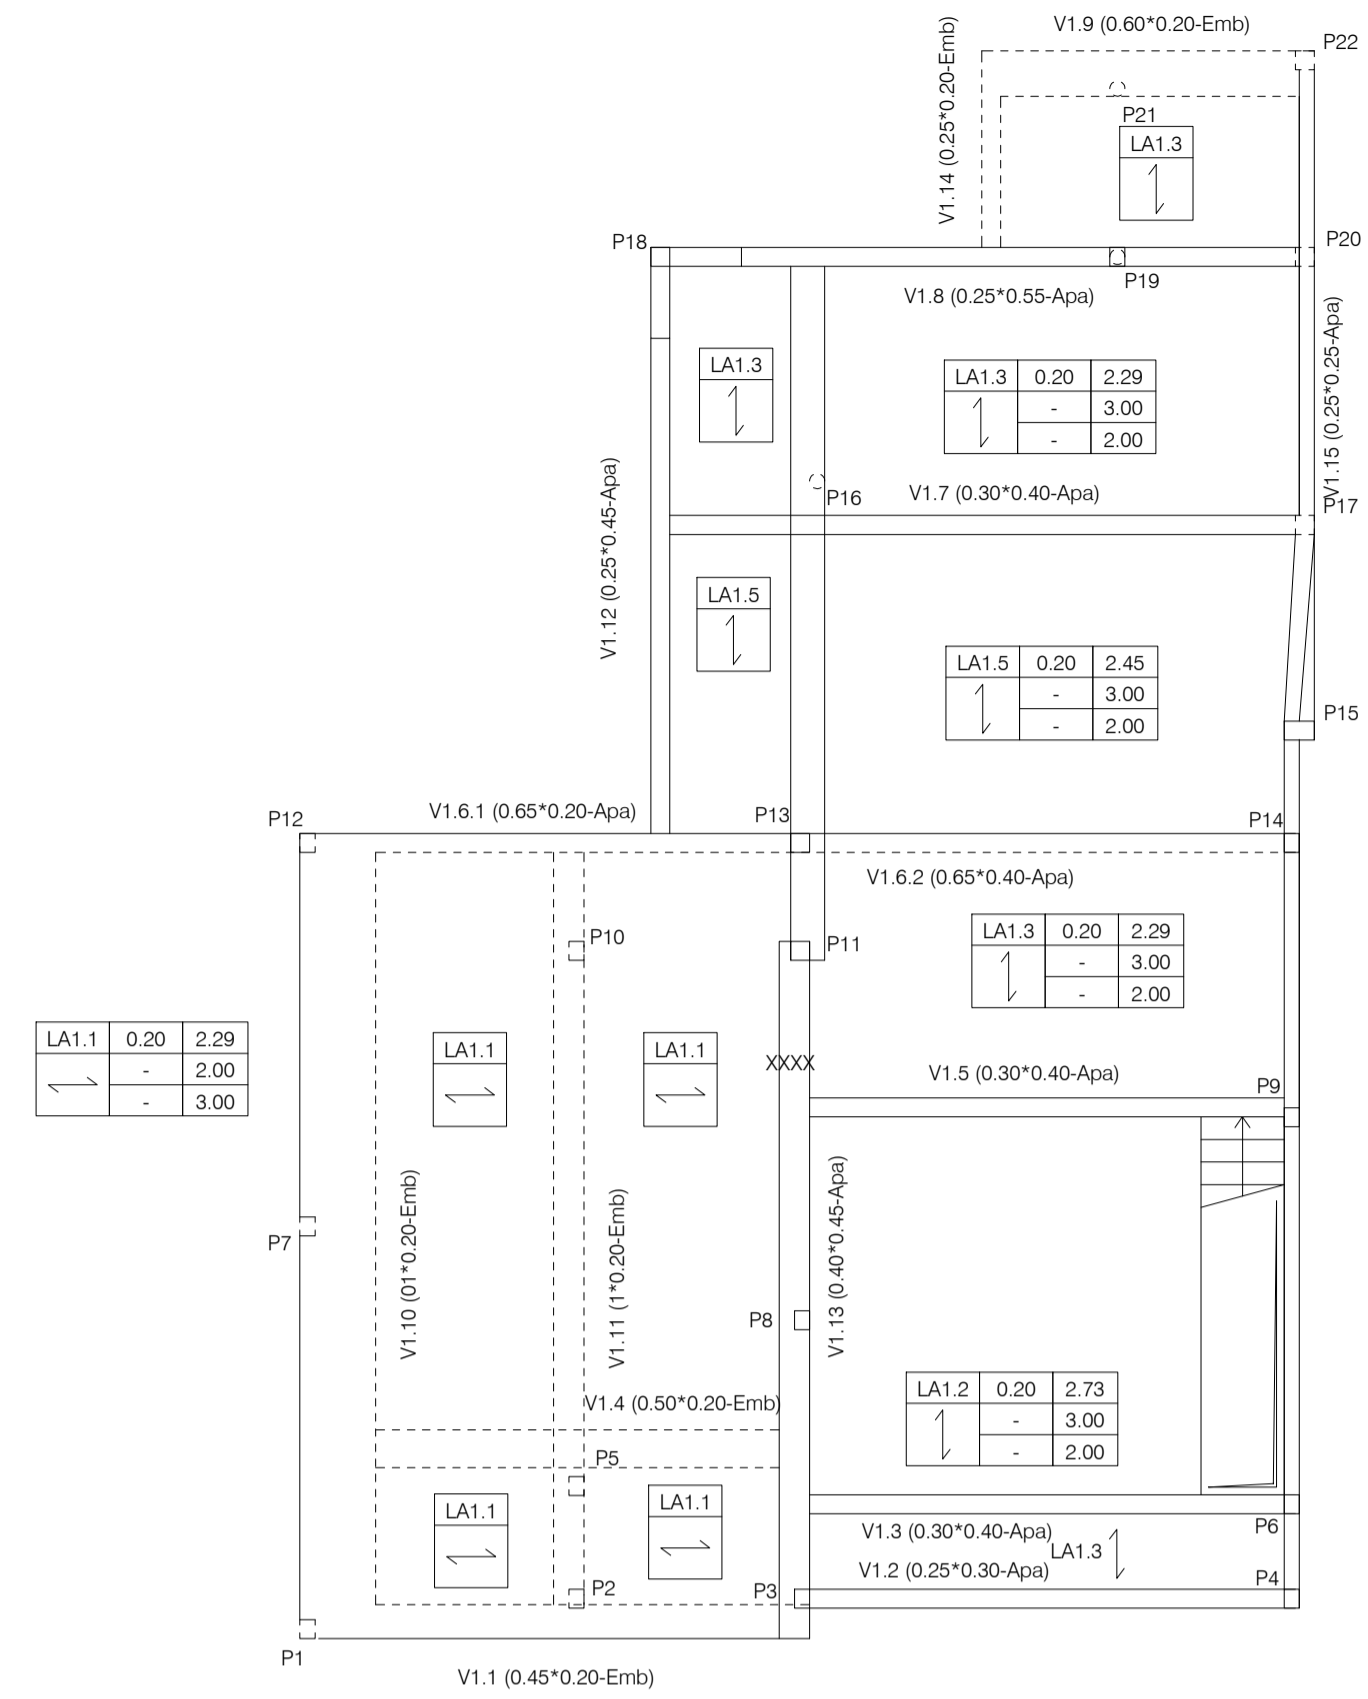 V1.9 (0.60*0.20-Emb)
P22
V1.14 (0.25*0.20-Emb)
P21
LA1.3
P18
P20
P19
V1.8 (0.25*0.55-Apa)
V1.15 (0.25*0.25-Apa)
LA1.3
LA1.3 0.20 2.29
- 3.00
- 2.00
V1.12 (0.25*0.45-Apa)
P16
V1.7 (0.30*0.40-Apa)
P17
LA1.5
LA1.5 0.20 2.45
- 3.00
- 2.00
P15
P12
V1.6.1 (0.65*0.20-Apa)
P13
P14
V1.6.2 (0.65*0.40-Apa)
P10
P11
LA1.3 0.20 2.29
- 3.00
- 2.00
LA1.1 0.20 2.29
- 2.00
- 3.00
LA1.1
LA1.1
XXXX
V1.5 (0.30*0.40-Apa)
P9
V1.10 (01*0.20-Emb)
V1.11 (1*0.20-Emb)
V1.13 (0.40*0.45-Apa)
P7
P8
LA1.2 0.20 2.73
- 3.00
- 2.00
V1.4 (0.50*0.20-Emb)
P5
LA1.1
LA1.1
V1.3 (0.30*0.40-Apa)
P6
LA1.3
V1.2 (0.25*0.30-Apa)
P2
P3
P4
P1
V1.1 (0.45*0.20-Emb)